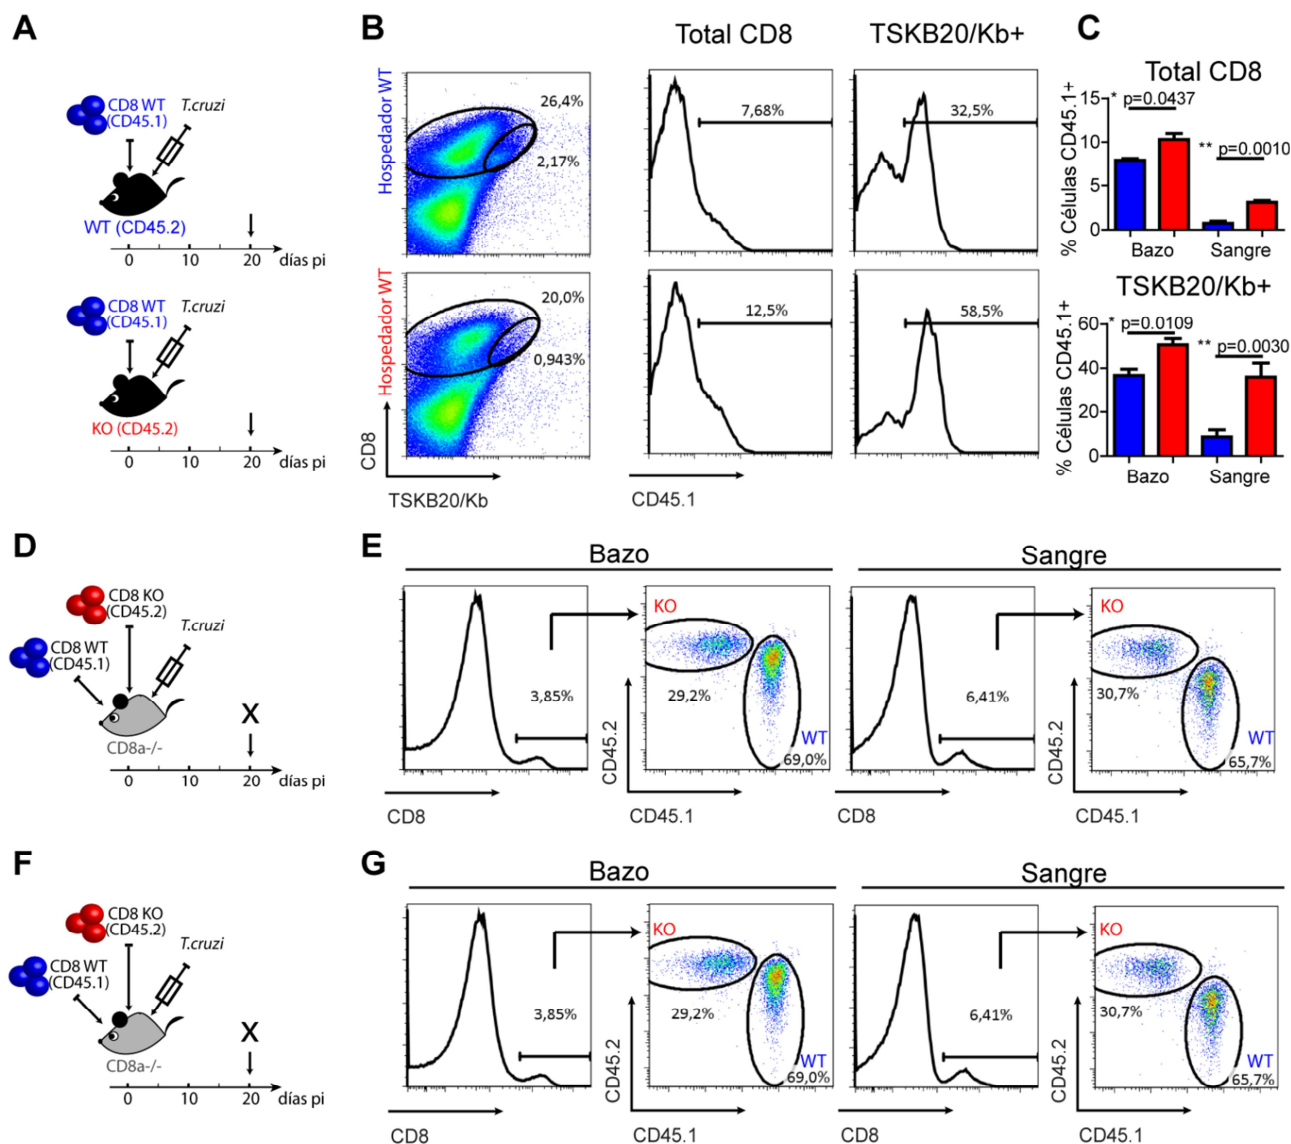 A
CD8 WT
(CD45.1)
T.cruzi
WT (CD45.2)
0 10 20 días pi
CD8 WT
(CD45.1)
T.cruzi
KO (CD45.2)
0 10 20 días pi
B
Total CD8
TSKB20/Kb+
Hospedador WT
26,4%
2,17%
7,68%
32,5%
Hospedador WT
20,0%
0,943%
12,5%
58,5%
CD8
TSKB20/Kb
CD45.1
C
Total CD8
% Células CD45.1+
15
10
5
0
* p=0.0437
** p=0.0010
Bazo Sangre
TSKB20/Kb+
% Células CD45.1+
60
40
20
0
* p=0.0109
** p=0.0030
Bazo Sangre
D
CD8 KO
(CD45.2)
CD8 WT
(CD45.1)
T.cruzi
X
CD8a-/-
0 10 20 días pi
E
Bazo
Sangre
3,85%
CD8
KO
29,2%
WT
69,0%
CD45.2
CD45.1
6,41%
CD8
KO
30,7%
WT
65,7%
CD45.2
CD45.1
F
CD8 KO
(CD45.2)
CD8 WT
(CD45.1)
T.cruzi
X
CD8a-/-
0 10 20 días pi
G
Bazo
Sangre
3,85%
CD8
KO
29,2%
WT
69,0%
CD45.2
CD45.1
6,41%
CD8
KO
30,7%
WT
65,7%
CD45.2
CD45.1